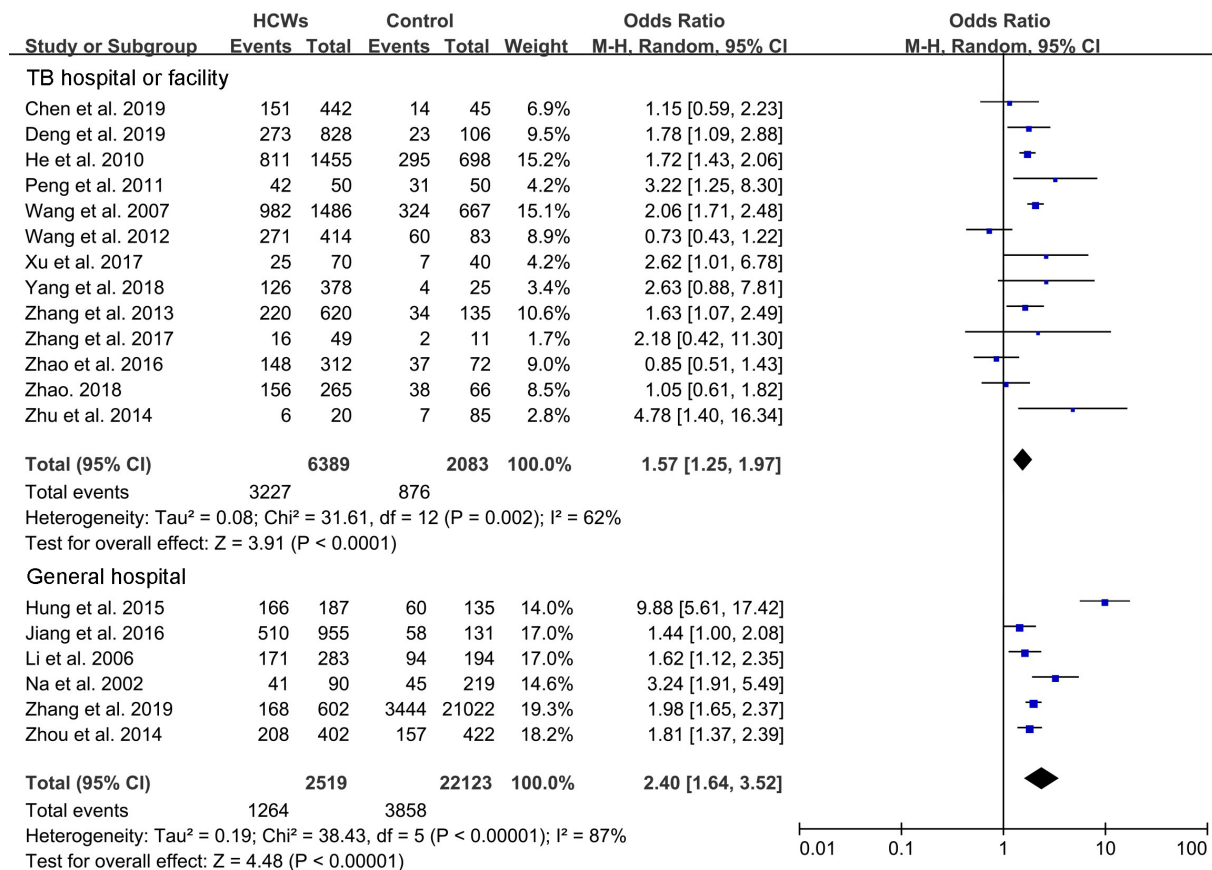 HCWs Control Odds Ratio Odds Ratio
Study or Subgroup Events Total Events Total Weight M-H, Random, 95% CI M-H, Random, 95% CI
TB hospital or facility
Chen et al. 2019 151 442 14 45 6.9% 1.15 [0.59, 2.23]
Deng et al. 2019 273 828 23 106 9.5% 1.78 [1.09, 2.88]
He et al. 2010 811 1455 295 698 15.2% 1.72 [1.43, 2.06]
Peng et al. 2011 42 50 31 50 4.2% 3.22 [1.25, 8.30]
Wang et al. 2007 982 1486 324 667 15.1% 2.06 [1.71, 2.48]
Wang et al. 2012 271 414 60 83 8.9% 0.73 [0.43, 1.22]
Xu et al. 2017 25 70 7 40 4.2% 2.62 [1.01, 6.78]
Yang et al. 2018 126 378 4 25 3.4% 2.63 [0.88, 7.81]
Zhang et al. 2013 220 620 34 135 10.6% 1.63 [1.07, 2.49]
Zhang et al. 2017 16 49 2 11 1.7% 2.18 [0.42, 11.30]
Zhao et al. 2016 148 312 37 72 9.0% 0.85 [0.51, 1.43]
Zhao. 2018 156 265 38 66 8.5% 1.05 [0.61, 1.82]
Zhu et al. 2014 6 20 7 85 2.8% 4.78 [1.40, 16.34]
Total (95% CI) 6389 2083 100.0% 1.57 [1.25, 1.97]
Total events 3227 876
Heterogeneity: Tau² = 0.08; Chi² = 31.61, df = 12 (P = 0.002); I² = 62%
Test for overall effect: Z = 3.91 (P < 0.0001)
General hospital
Hung et al. 2015 166 187 60 135 14.0% 9.88 [5.61, 17.42]
Jiang et al. 2016 510 955 58 131 17.0% 1.44 [1.00, 2.08]
Li et al. 2006 171 283 94 194 17.0% 1.62 [1.12, 2.35]
Na et al. 2002 41 90 45 219 14.6% 3.24 [1.91, 5.49]
Zhang et al. 2019 168 602 3444 21022 19.3% 1.98 [1.65, 2.37]
Zhou et al. 2014 208 402 157 422 18.2% 1.81 [1.37, 2.39]
Total (95% CI) 2519 22123 100.0% 2.40 [1.64, 3.52]
Total events 1264 3858
Heterogeneity: Tau² = 0.19; Chi² = 38.43, df = 5 (P < 0.00001); I² = 87%
Test for overall effect: Z = 4.48 (P < 0.00001)
0.01 0.1 1 10 100